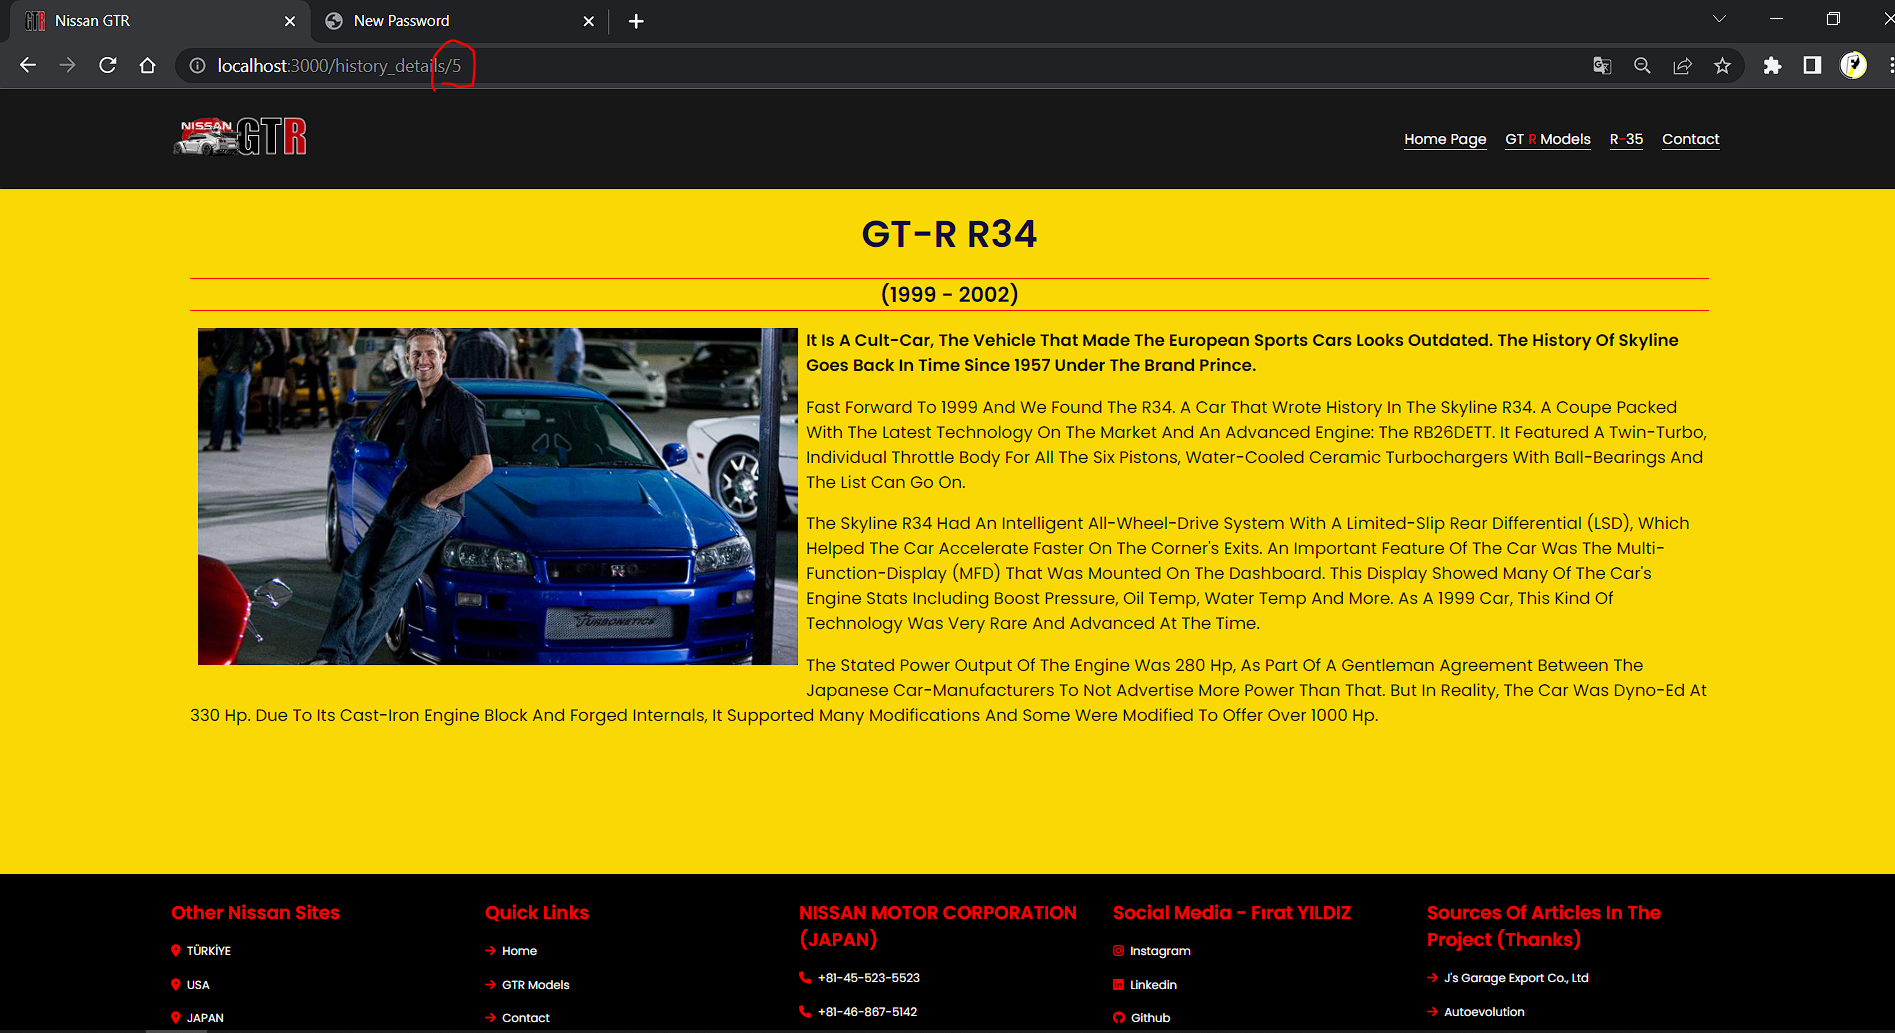 Nissan GTR
New Password
localhost:3000/history_details/5
NISSAN GTR
Home Page GT R Models R-35 Contact
GT-R R34
(1999 - 2002)
It Is A Cult-Car, The Vehicle That Made The European Sports Cars Looks Outdated. The History Of Skyline
Goes Back In Time Since 1957 Under The Brand Prince.
Fast Forward To 1999 And We Found The R34. A Car That Wrote History In The Skyline R34. A Coupe Packed
With The Latest Technology On The Market And An Advanced Engine: The RB26DETT. It Featured A Twin-Turbo,
Individual Throttle Body For All The Six Pistons, Water-Cooled Ceramic Turbochargers With Ball-Bearings And
The List Can Go On.
The Skyline R34 Had An Intelligent All-Wheel-Drive System With A Limited-Slip Rear Differential (LSD), Which
Helped The Car Accelerate Faster On The Corner's Exits. An Important Feature Of The Car Was The Multi-
Function-Display (MFD) That Was Mounted On The Dashboard. This Display Showed Many Of The Car's
Engine Stats Including Boost Pressure, Oil Temp, Water Temp And More. As A 1999 Car, This Kind Of
Technology Was Very Rare And Advanced At The Time.
TURBONETICS
The Stated Power Output Of The Engine Was 280 Hp, As Part Of A Gentleman Agreement Between The
Japanese Car-Manufacturers To Not Advertise More Power Than That. But In Reality, The Car Was Dyno-Ed At
330 Hp. Due To Its Cast-Iron Engine Block And Forged Internals, It Supported Many Modifications And Some Were Modified To Offer Over 1000 Hp.
Other Nissan Sites
TÜRKİYE
USA
JAPAN
Quick Links
Home
GTR Models
Contact
NISSAN MOTOR CORPORATION
(JAPAN)
+81-45-523-5523
+81-46-867-5142
Social Media - Fırat YILDIZ
Instagram
Linkedin
Github
Sources Of Articles In The
Project (Thanks)
J's Garage Export Co., Ltd
Autoevolution